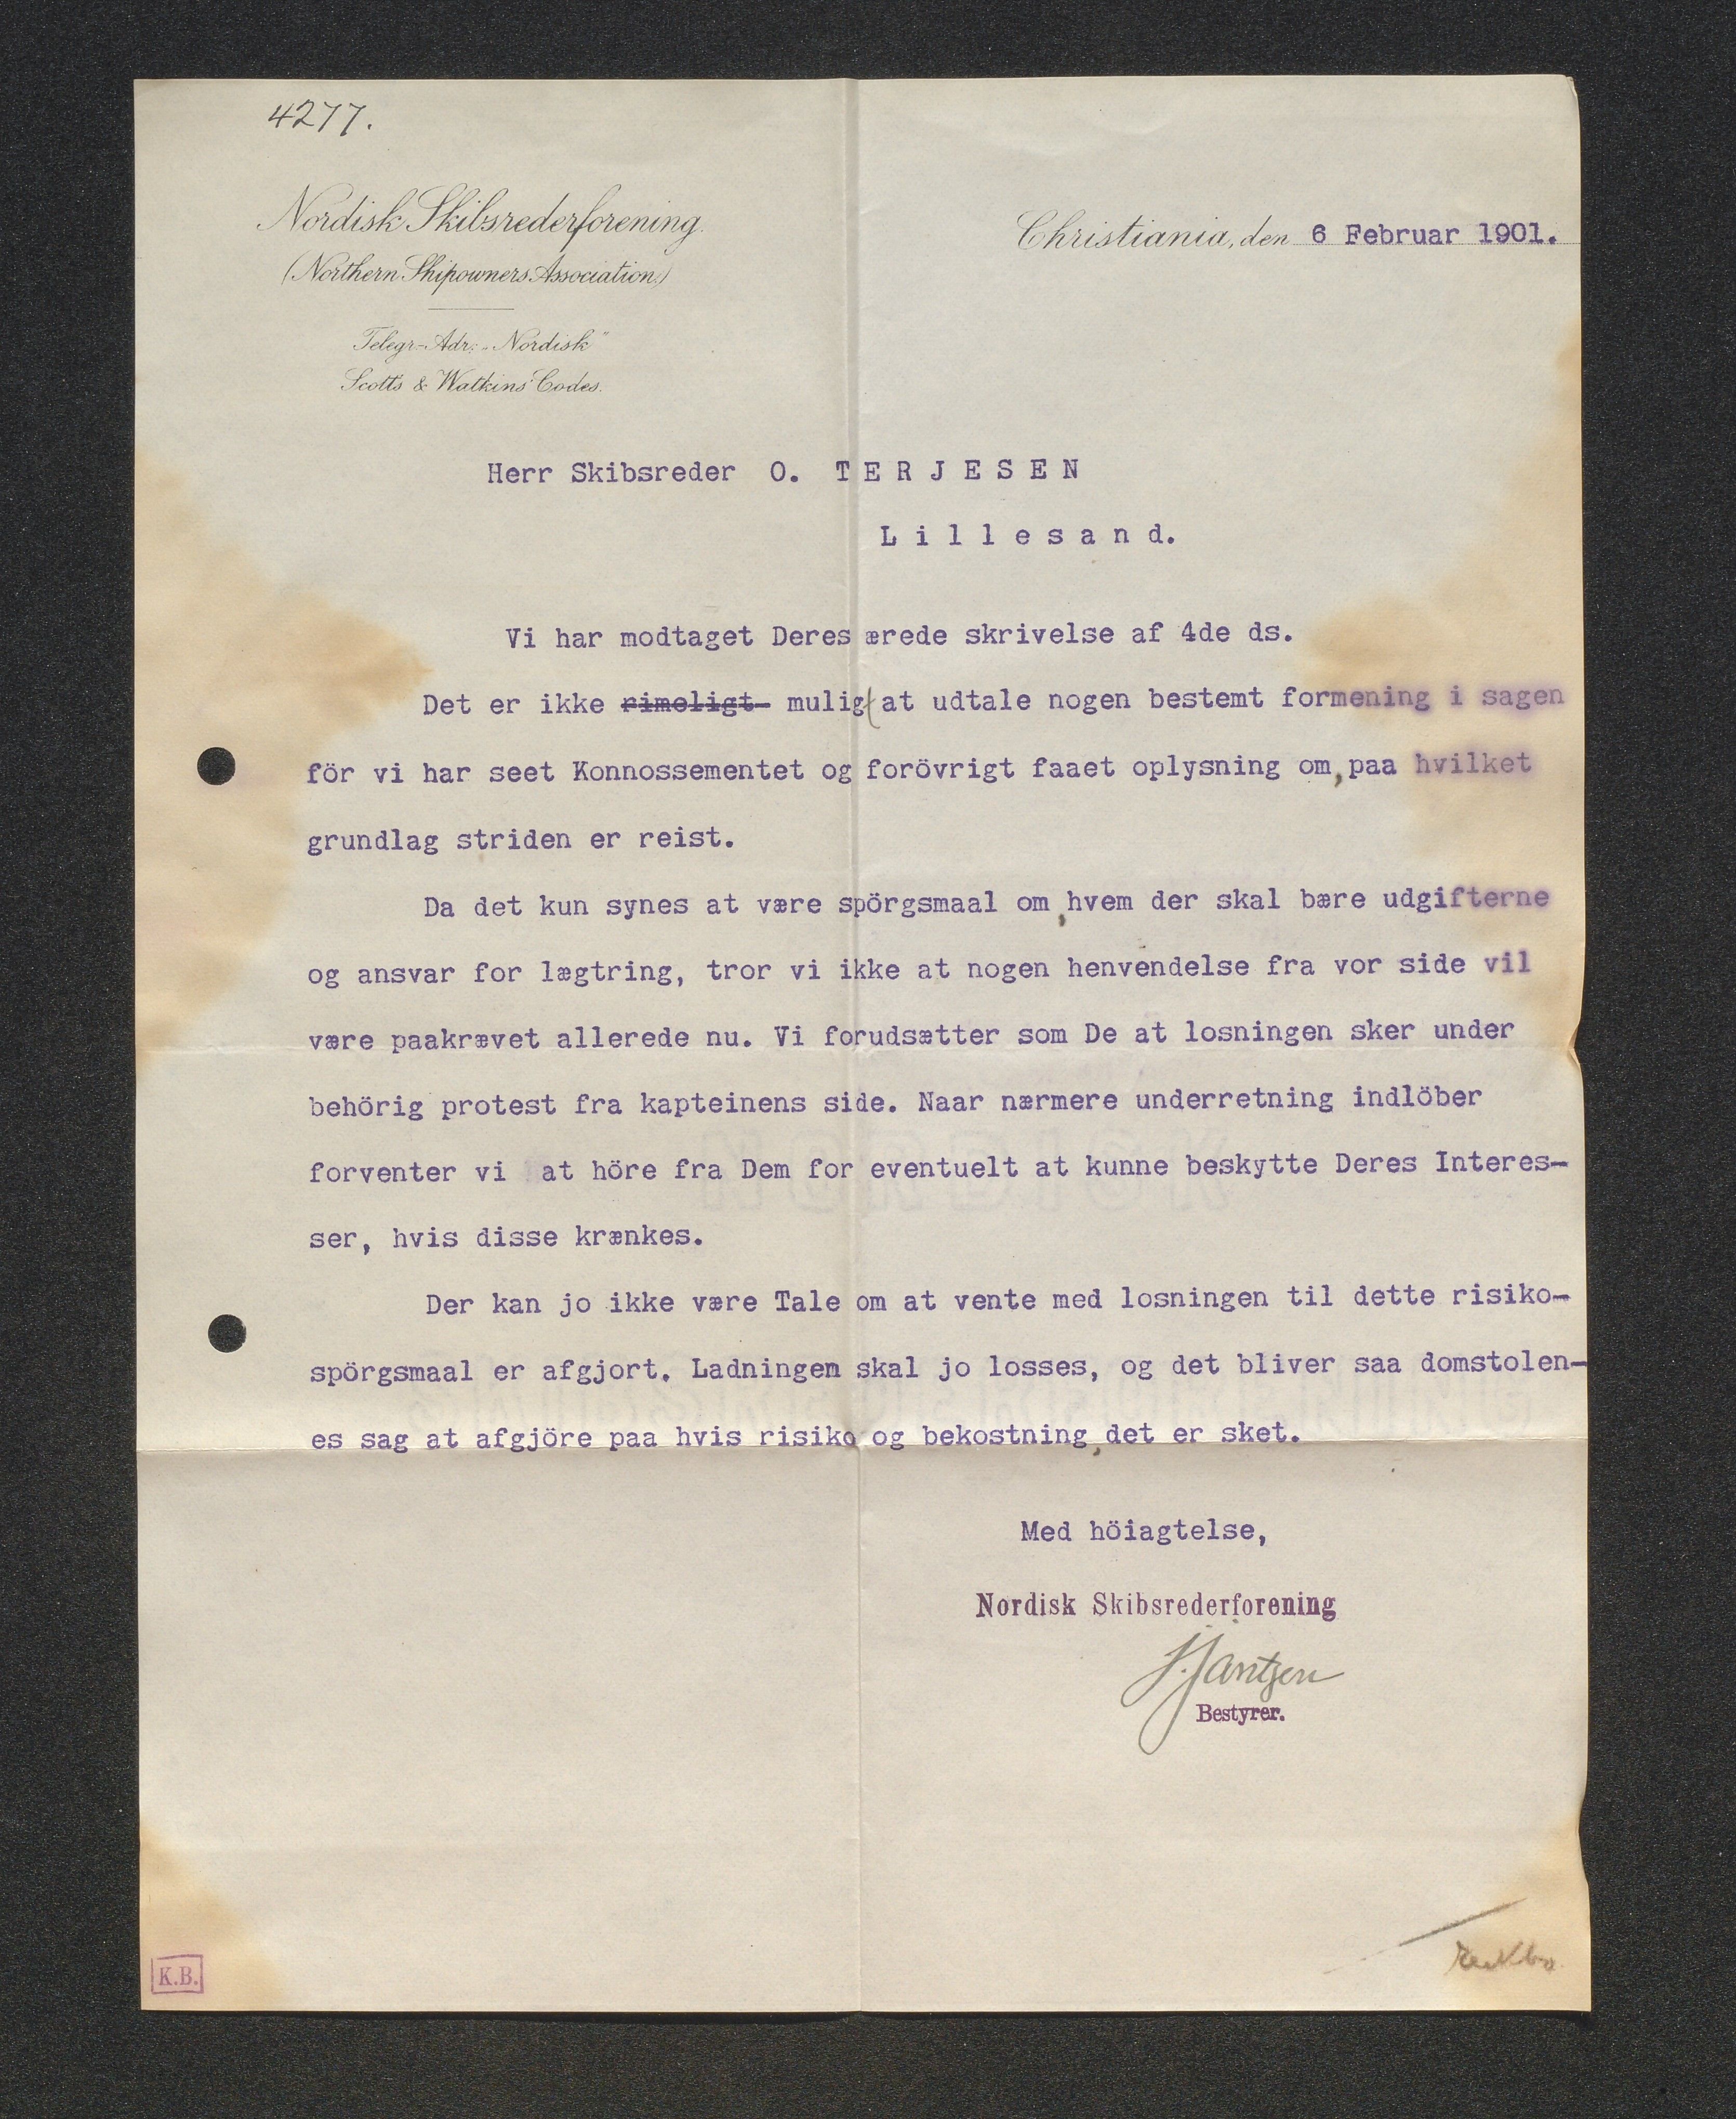 4277.
Nordisk Skibsrederforening.
(Northern Shipowners Association.)
Telegr.-Adr.: „Nordisk"
Scott's & Watkins' Codes.
Christiania, den 6 Februar 1901.
Herr Skibsreder O. TERJESEN
Lillesand.
Vi har modtaget Deres ærede skrivelse af 4de ds.
Det er ikke rimeligt muligt at udtale nogen bestemt formening i sagen
för vi har seet Konnossementet og forövrigt faaet oplysning om, paa hvilket
grundlag striden er reist.
Da det kun synes at være spörgsmaal om, hvem der skal bære udgifterne
og ansvar for lægtring, tror vi ikke at nogen henvendelse fra vor side vil
være paakrævet allerede nu. Vi forudsætter som De at losningen sker under
behörig protest fra kapteinens side. Naar nærmere underretning indlöber
forventer vi at höre fra Dem for eventuelt at kunne beskytte Deres Interes-
ser, hvis disse krænkes.
Der kan jo ikke være Tale om at vente med losningen til dette risiko-
spörgsmaal er afgjort. Ladningen skal jo losses, og det bliver saa domstolen-
es sag at afgjöre paa hvis risiko og bekostning, det er sket.
Med höiagtelse,
Nordisk Skibsrederforening
J. Jantzen
Bestyrer.
K.B.